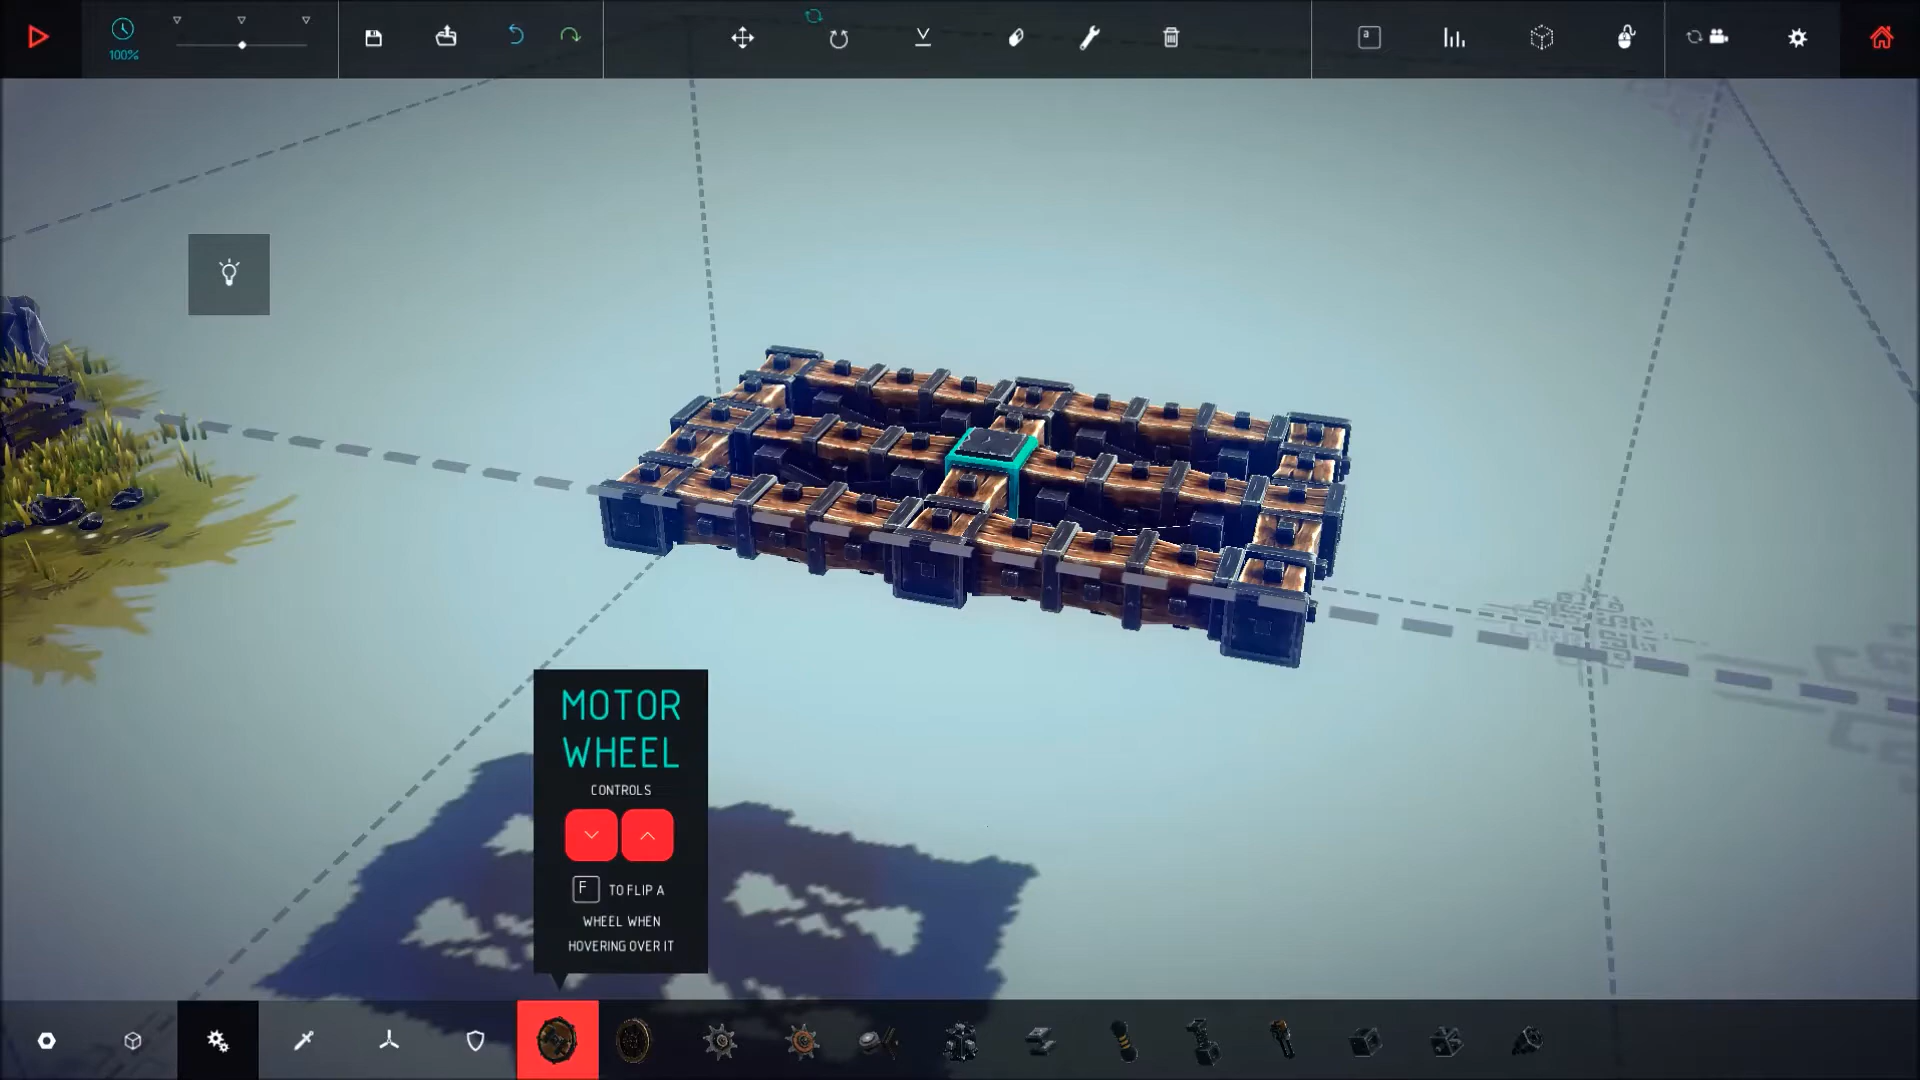 100%
a
MOTOR
WHEEL
CONTROLS
F TO FLIP A
WHEEL WHEN
HOVERING OVER IT